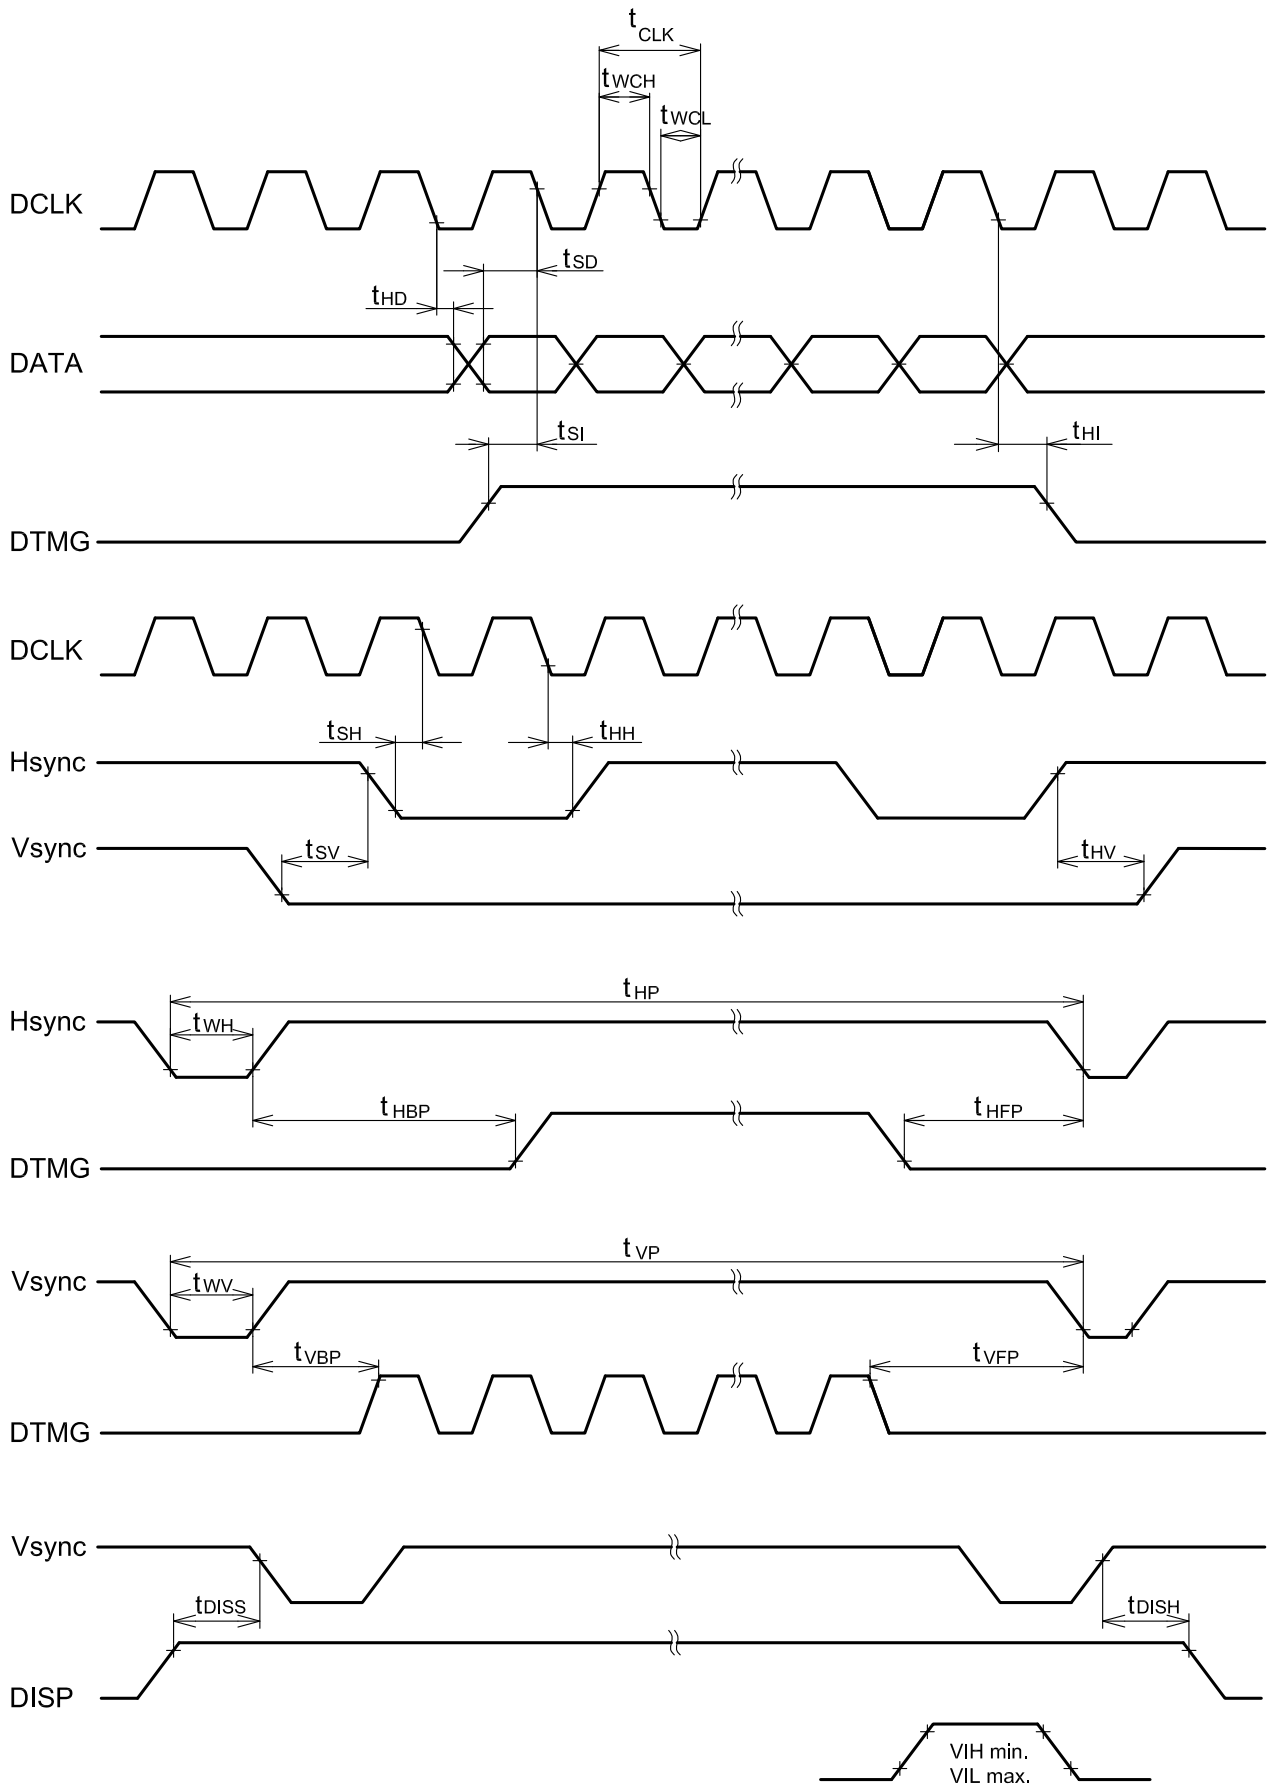 tCLK
tWCH
tWCL
DCLK
tSD
tHD
DATA
tSI
tHI
DTMG
DCLK
tSH
tHH
Hsync
Vsync
tSV
tHV
tHP
Hsync
tWH
tHBP
tHFP
DTMG
tVP
Vsync
tWV
tVBP
tVFP
DTMG
Vsync
tDISS
tDISH
DISP
VIH min.
VIL max.